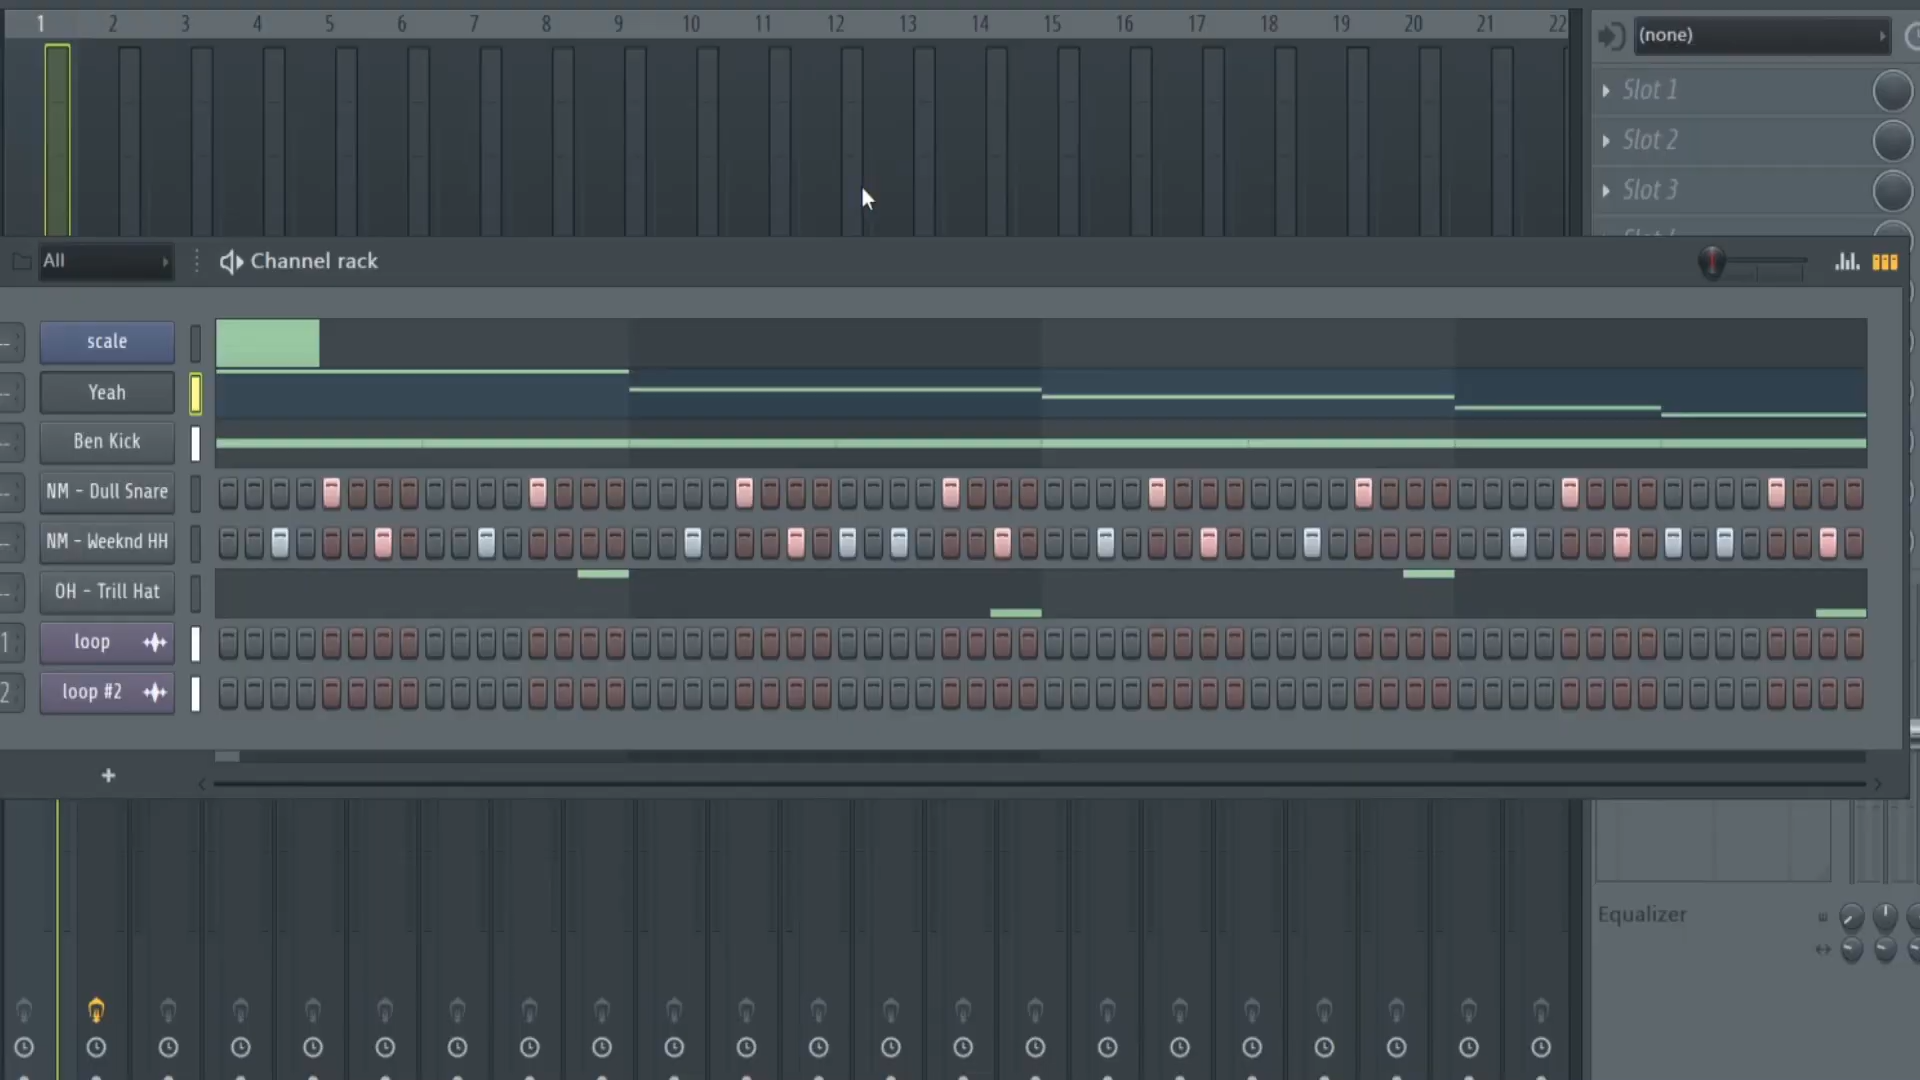 1 2 3 4 5 6 7 8 9 10 11 12 13 14 15 16 17 18 19 20 21 22
(none)
Slot 1
Slot 2
Slot 3
All
Channel rack
scale
Yeah
Ben Kick
NM - Dull Snare
NM - Weeknd HH
OH - Trill Hat
1 loop
2 loop #2
+
Equalizer